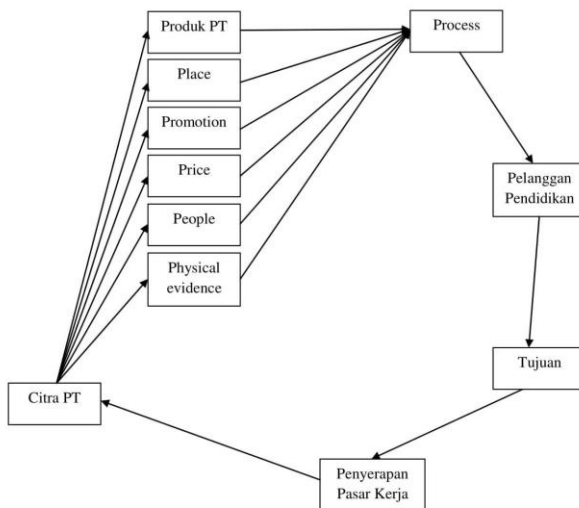 Produk PT
Process
Place
Promotion
Price
Pelanggan
Pendidikan
People
Physical
evidence
Tujuan
Citra PT
Penyerapan
Pasar Kerja